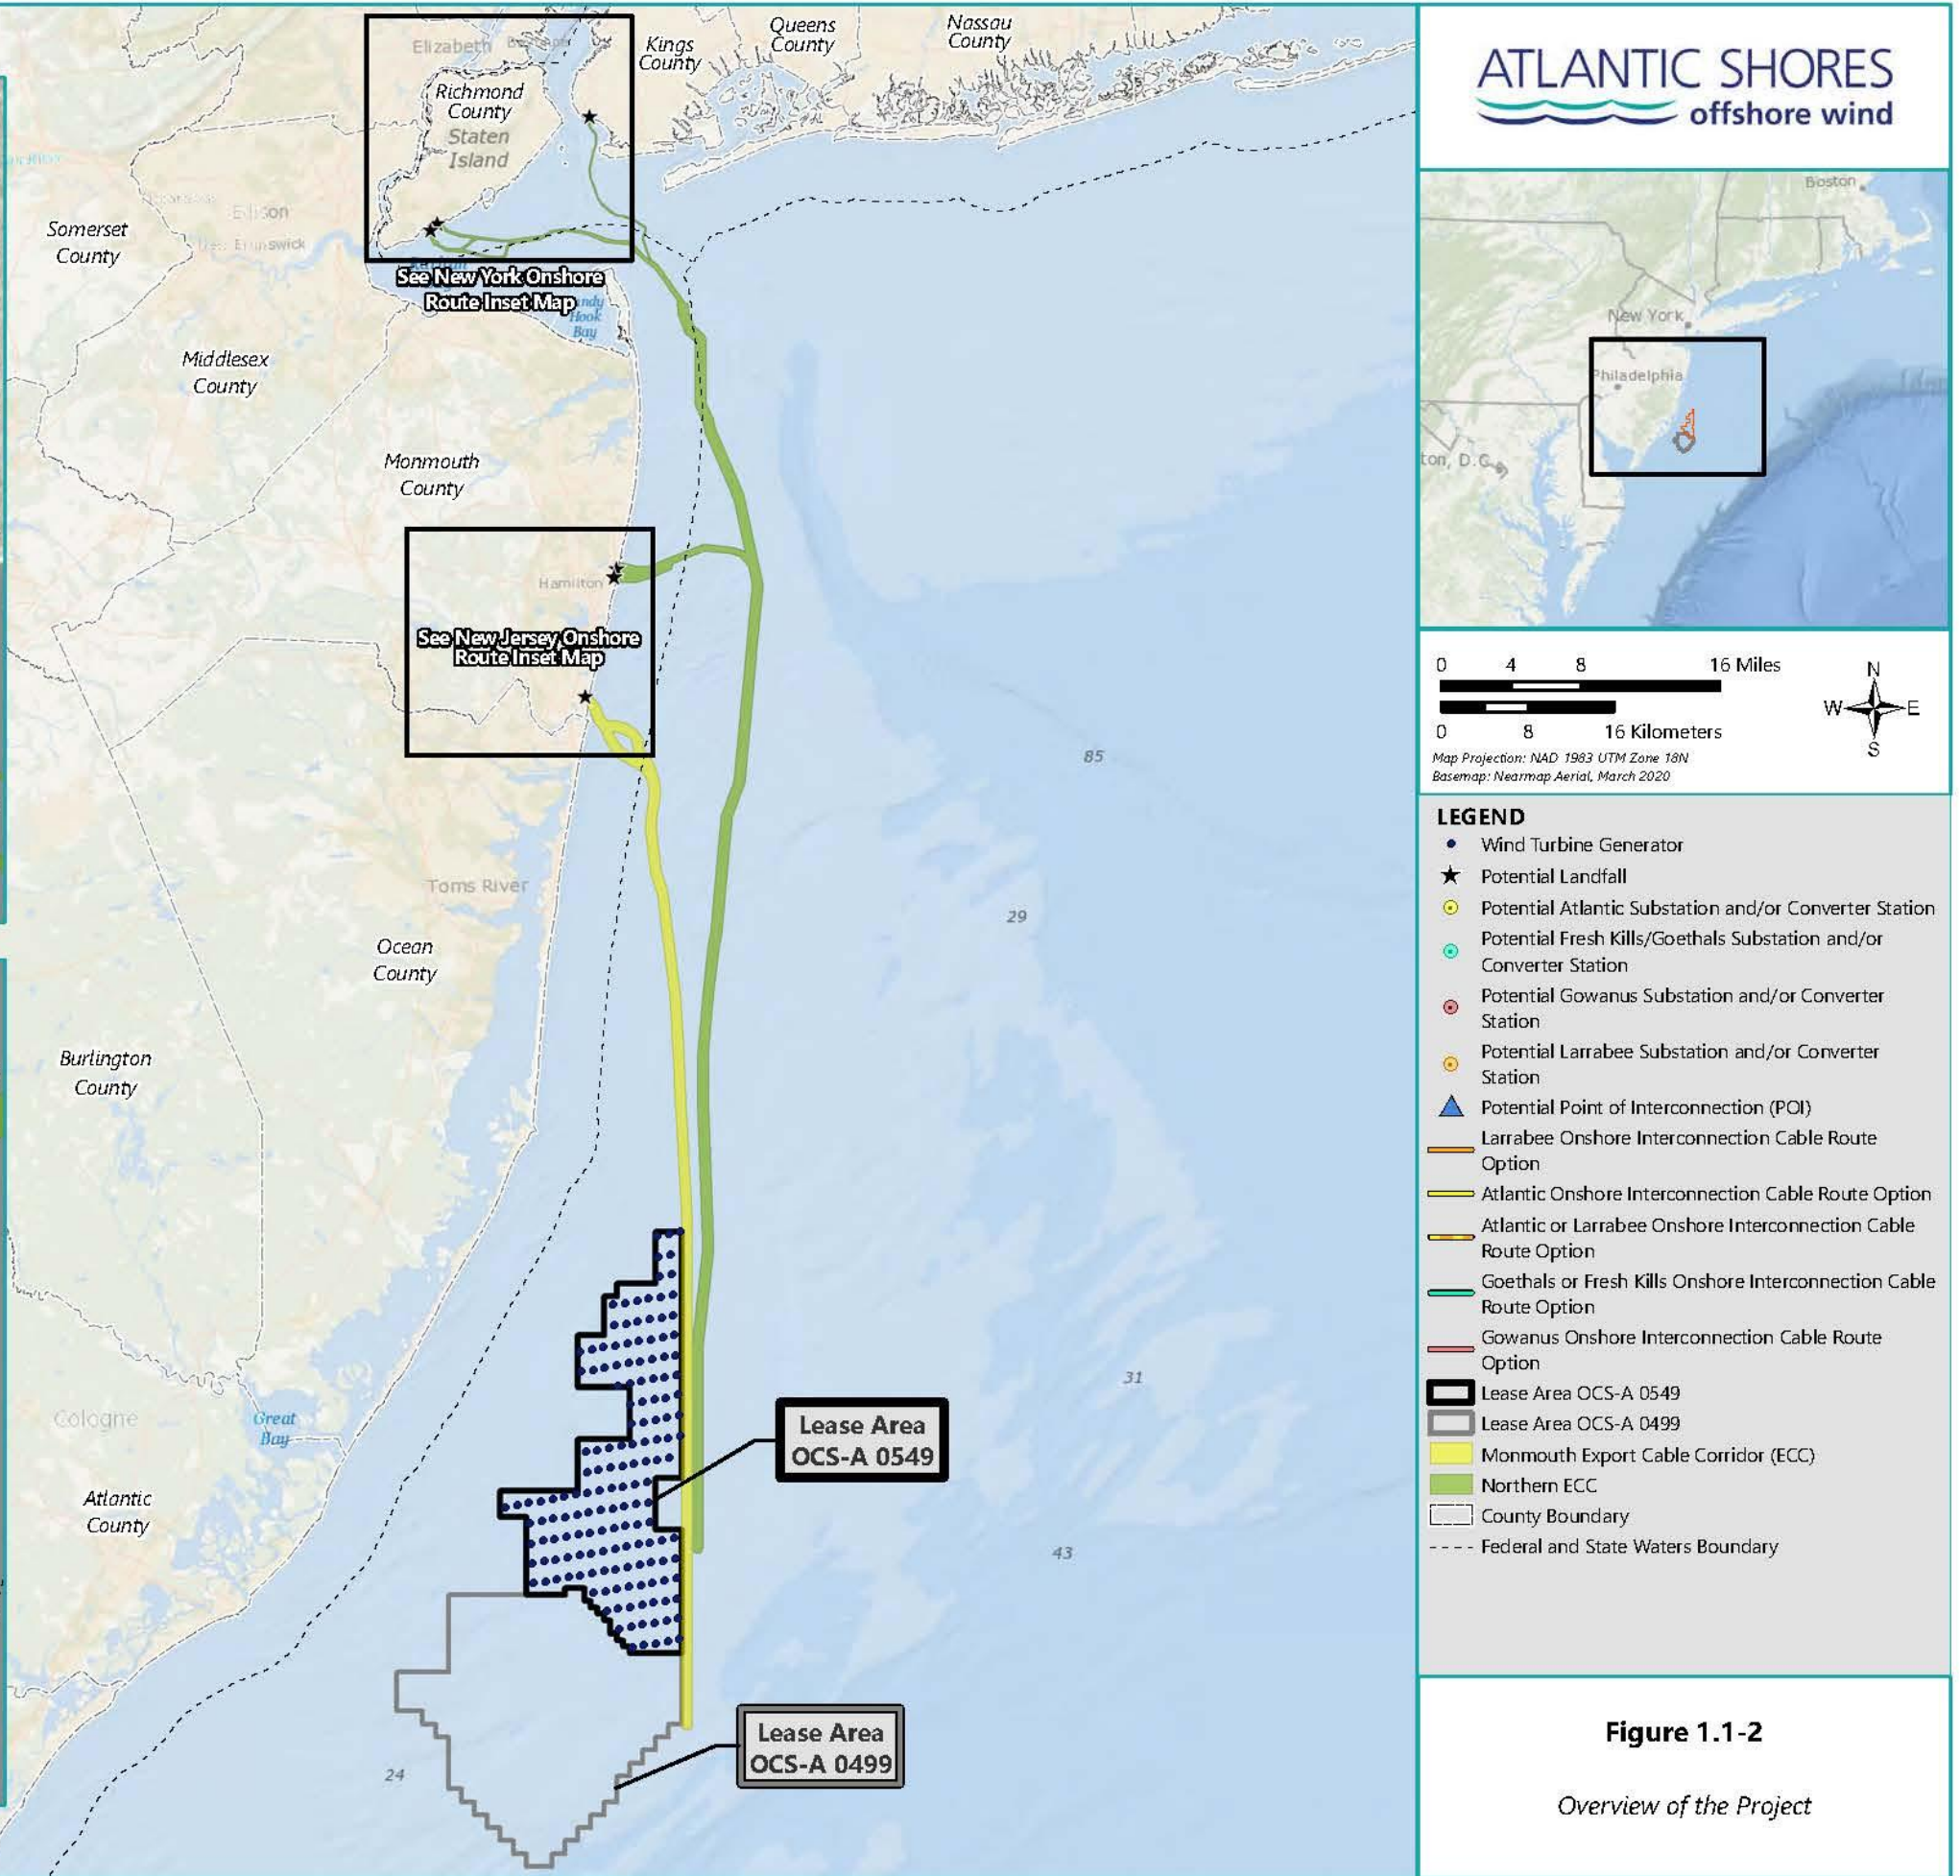 Elizabeth
Kings
County
Queens
County
Nassau
County
Richmond
County
Staten
Island
Edison
Somerset
County
New Brunswick
See New York Onshore
Route Inset Map
Hook
Bay
Middlesex
County
Monmouth
County
Hamilton
See New Jersey Onshore
Route Inset Map
85
Toms River
29
Ocean
County
Burlington
County
31
Cologne
Great
Bay
Lease Area
OCS-A 0549
Atlantic
County
43
Lease Area
OCS-A 0499
24
ATLANTIC SHORES
offshore wind
Boston
New York
Philadelphia
ton, D.C.
0 4 8 16 Miles
0 8 16 Kilometers
N
W E
S
Map Projection: NAD 1983 UTM Zone 18N
Basemap: Nearmap Aerial, March 2020
LEGEND
Wind Turbine Generator
Potential Landfall
Potential Atlantic Substation and/or Converter Station
Potential Fresh Kills/Goethals Substation and/or
Converter Station
Potential Gowanus Substation and/or Converter
Station
Potential Larrabee Substation and/or Converter
Station
Potential Point of Interconnection (POI)
Larrabee Onshore Interconnection Cable Route
Option
Atlantic Onshore Interconnection Cable Route Option
Atlantic or Larrabee Onshore Interconnection Cable
Route Option
Goethals or Fresh Kills Onshore Interconnection Cable
Route Option
Gowanus Onshore Interconnection Cable Route
Option
Lease Area OCS-A 0549
Lease Area OCS-A 0499
Monmouth Export Cable Corridor (ECC)
Northern ECC
County Boundary
Federal and State Waters Boundary
Figure 1.1-2
Overview of the Project